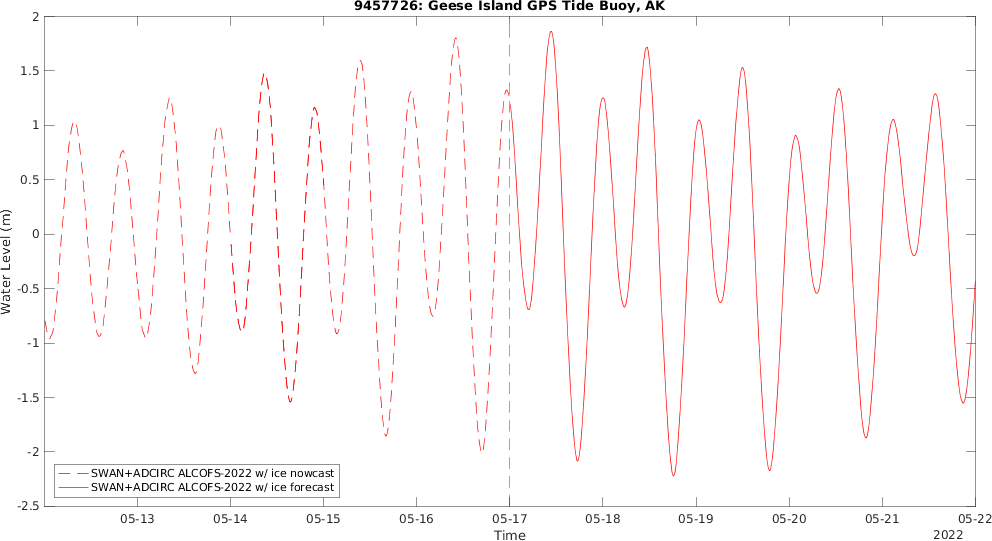 9457726: Geese Island GPS Tide Buoy, AK
2
1.5
1
0.5
0
-0.5
-1
-1.5
-2
-2.5
Water Level (m)
SWAN+ADCIRC ALCOFS-2022 w/ ice nowcast
SWAN+ADCIRC ALCOFS-2022 w/ ice forecast
05-13 05-14 05-15 05-16 05-17 05-18 05-19 05-20 05-21 05-22
Time
2022